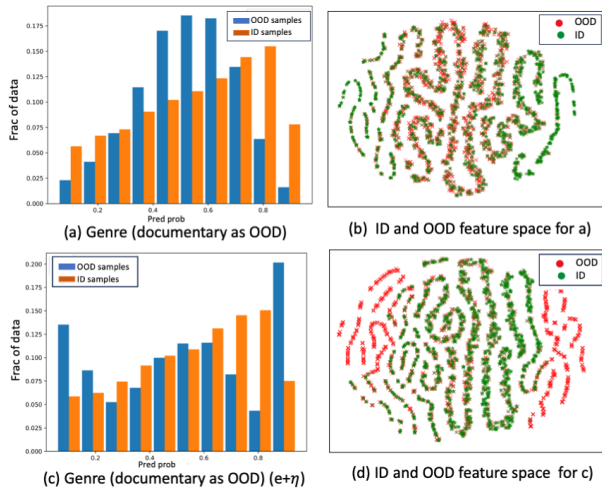 0.175
0.150
0.125
0.100
0.075
0.050
0.025
0.000
Frac of data
OOD samples
ID samples
0.2
0.4
0.6
0.8
Pred prob
(a) Genre (documentary as OOD)
OOD
ID
(b) ID and OOD feature space for a)
0.200
0.175
0.150
0.125
0.100
0.075
0.050
0.025
0.000
Frac of data
OOD samples
ID samples
0.2
0.4
0.6
0.8
Pred prob
(c) Genre (documentary as OOD) (e+η)
OOD
ID
(d) ID and OOD feature space for c)